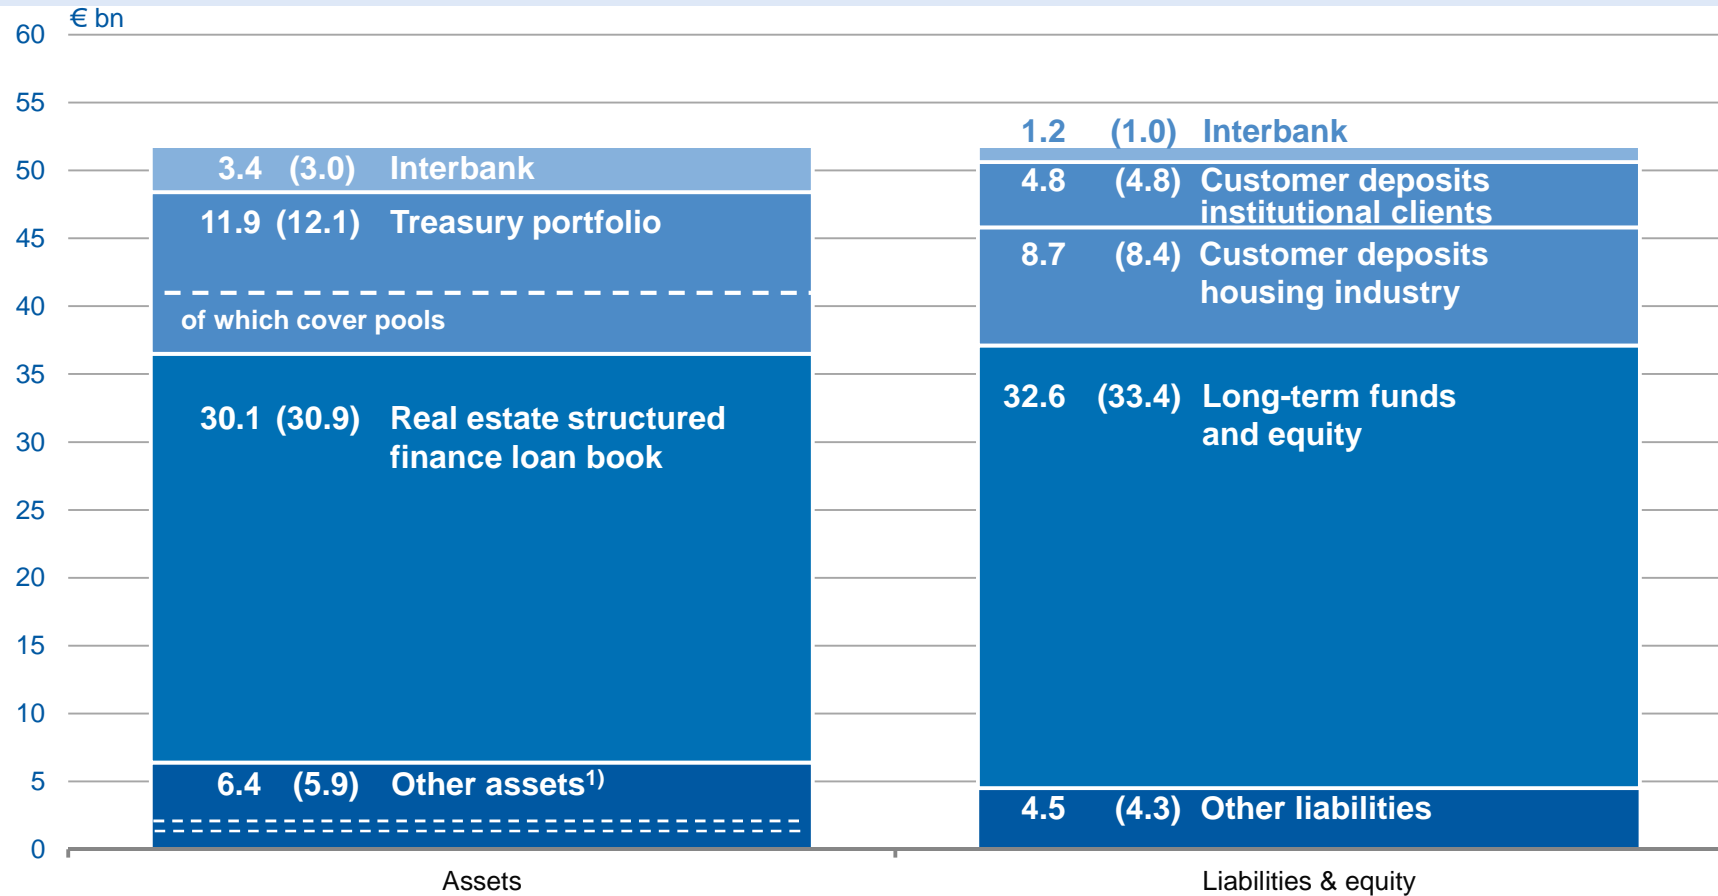 € bn
60
55
50
45
40
35
30
25
20
15
10
5
0
3.4 (3.0) Interbank
11.9 (12.1) Treasury portfolio
of which cover pools
30.1 (30.9) Real estate structured
finance loan book
6.4 (5.9) Other assets1)
Assets
1.2 (1.0) Interbank
4.8 (4.8) Customer deposits
institutional clients
8.7 (8.4) Customer deposits
housing industry
32.6 (33.4) Long-term funds
and equity
4.5 (4.3) Other liabilities
Liabilities & equity